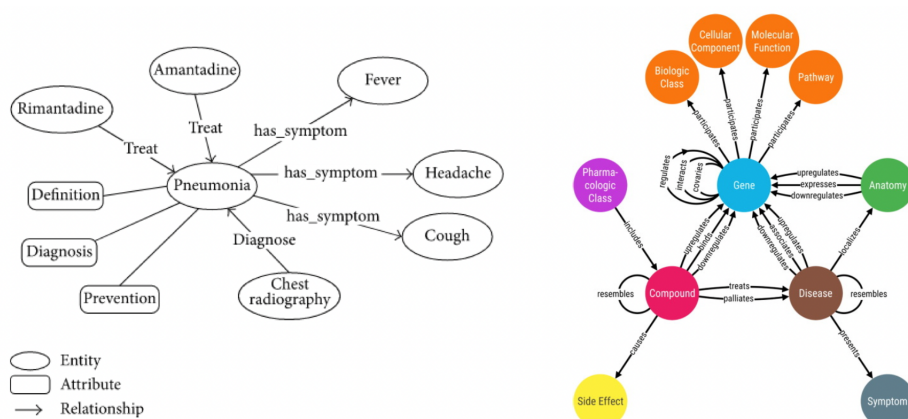 Amantadine
Fever
Rimantadine
Treat
Treat
has_symptom
Pneumonia
has_symptom
Headache
Definition
has_symptom
Diagnosis
Diagnose
Cough
Prevention
Chest
radiography
Entity
Attribute
Relationship
Cellular
Component
Molecular
Function
Biologic
Class
Pathway
participates
participates
participates
participates
regulates
interacts
covaries
Pharma-
cologic
Class
Gene
upregulates
expresses
downregulates
Anatomy
includes
upregulates
binds
downregulates
upregulates
associates
downregulates
localizes
resembles
Compound
treats
palliates
Disease
resembles
causes
presents
Side Effect
Symptom